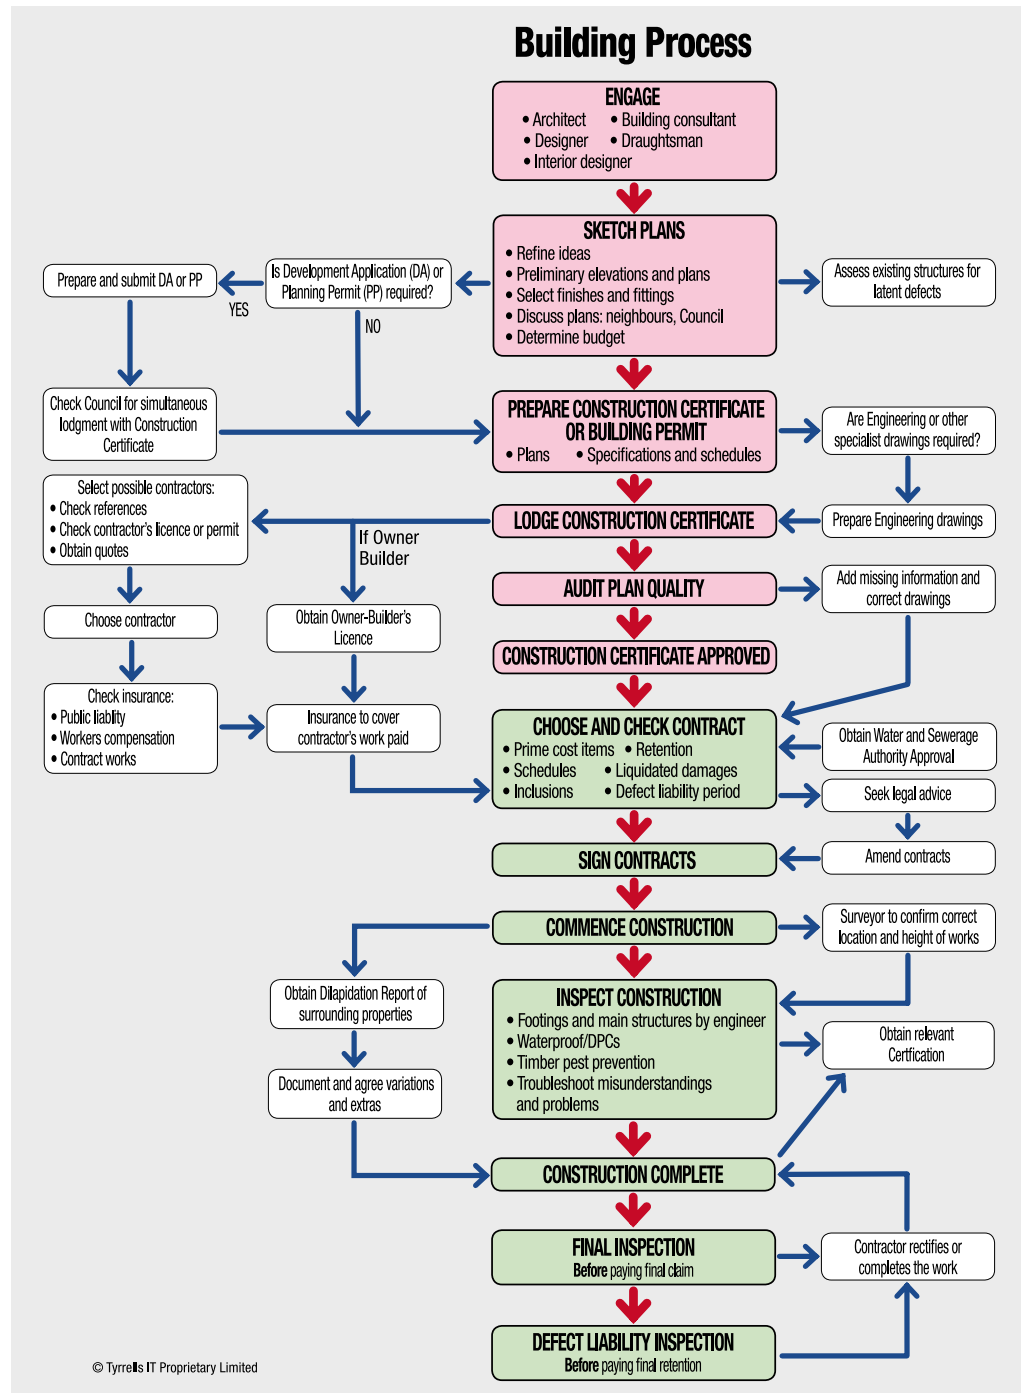 Building Process
ENGAGE
• Architect • Building consultant
• Designer • Draughtsman
• Interior designer
SKETCH PLANS
• Refine ideas
• Preliminary elevations and plans
• Select finishes and fittings
• Discuss plans: neighbours, Council
• Determine budget
Is Development Application (DA) or
Planning Permit (PP) required?
YES
NO
Prepare and submit DA or PP
Assess existing structures for
latent defects
Check Council for simultaneous
lodgment with Construction
Certificate
PREPARE CONSTRUCTION CERTIFICATE
OR BUILDING PERMIT
• Plans • Specifications and schedules
Are Engineering or other
specialist drawings required?
Select possible contractors:
• Check references
• Check contractor's licence or permit
• Obtain quotes
If Owner
Builder
LODGE CONSTRUCTION CERTIFICATE
Prepare Engineering drawings
AUDIT PLAN QUALITY
Add missing information and
correct drawings
Choose contractor
Obtain Owner-Builder's
Licence
CONSTRUCTION CERTIFICATE APPROVED
Check insurance:
• Public liablity
• Workers compensation
• Contract works
Insurance to cover
contractor's work paid
CHOOSE AND CHECK CONTRACT
• Prime cost items • Retention
• Schedules • Liquidated damages
• Inclusions • Defect liability period
Obtain Water and Sewerage
Authority Approval
Seek legal advice
SIGN CONTRACTS
Amend contracts
COMMENCE CONSTRUCTION
Surveyor to confirm correct
location and height of works
Obtain Dilapidation Report of
surrounding properties
INSPECT CONSTRUCTION
• Footings and main structures by engineer
• Waterproof/DPCs
• Timber pest prevention
• Troubleshoot misunderstandings
and problems
Obtain relevant
Certfication
Document and agree variations
and extras
CONSTRUCTION COMPLETE
FINAL INSPECTION
Before paying final claim
Contractor rectifies or
completes the work
DEFECT LIABILITY INSPECTION
Before paying final retention
© Tyrrells IT Proprietary Limited